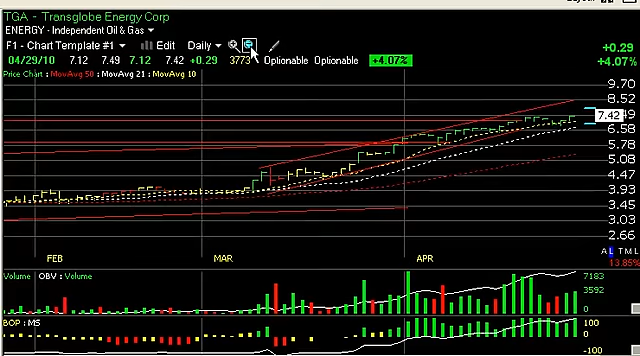 TGA - Transglobe Energy Corp
ENERGY - Independent Oil & Gas
F1 - Chart Template #1 Edit Daily
04/29/10 7.12 7.49 7.12 7.42 +0.29 3773 Optionable Optionable +4.07%
+0.29
+4.07%
Price Chart : MovAvg 50 : MovAvg 21 : MovAvg 10
9.70
8.52
7.42
6.58
5.78
5.08
4.47
3.93
3.45
3.03
2.66
FEB MAR APR
A L T M L
13.85%
Volume OBV : Volume
7183
3592
0
BOP : MS
100
0